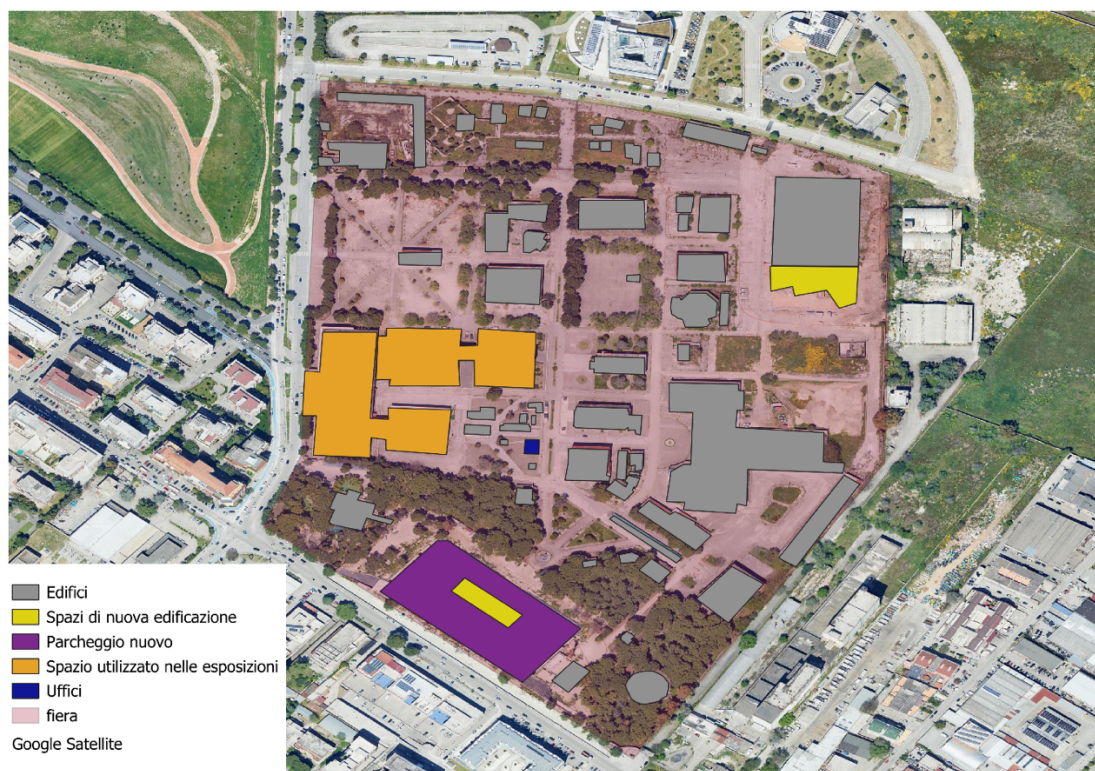 Edifici
Spazi di nuova edificazione
Parcheggio nuovo
Spazio utilizzato nelle esposizioni
Uffici
fiera
Google Satellite